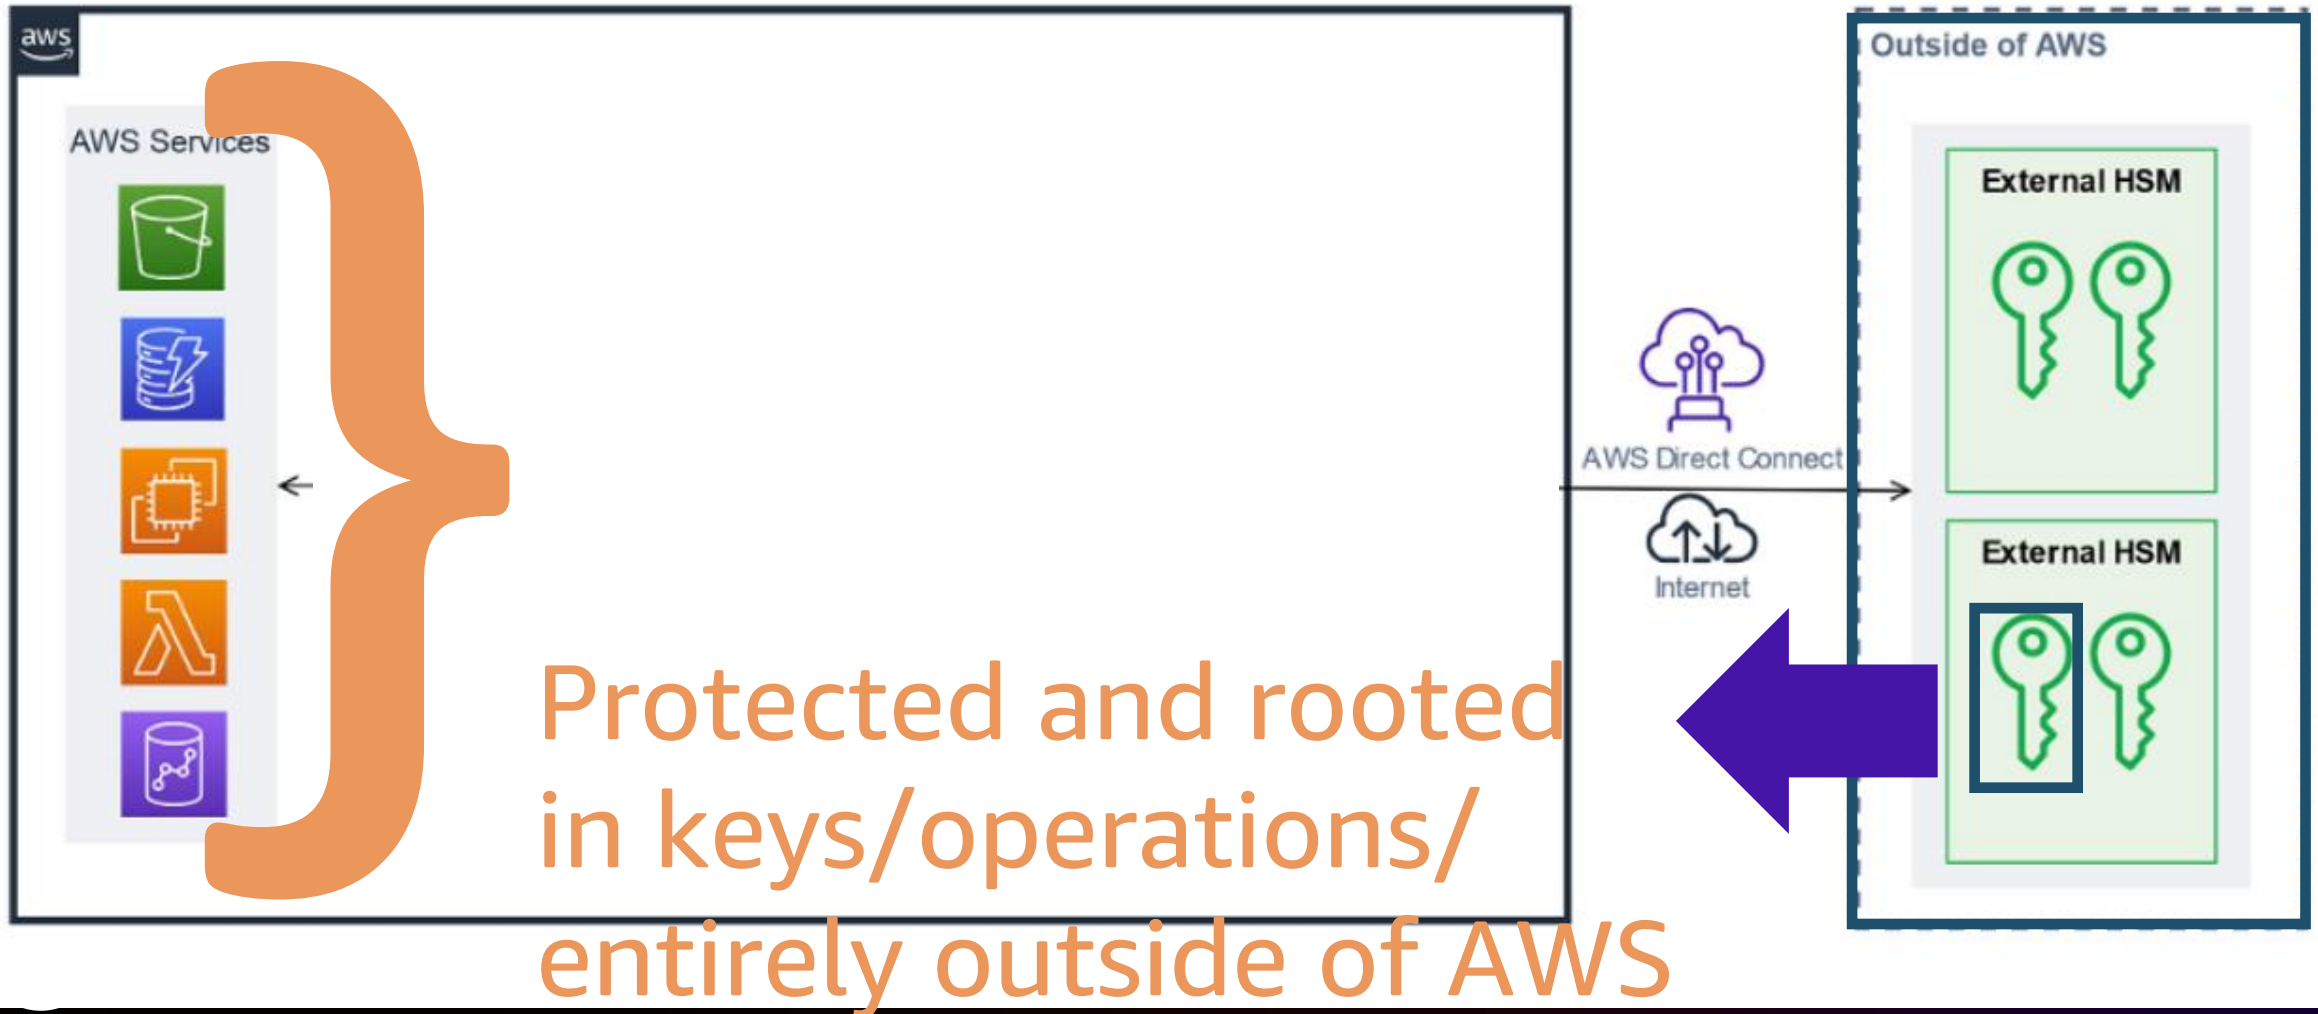 aws
Outside of AWS
AWS Services
External HSM
AWS Direct Connect
Internet
External HSM
Protected and rooted
in keys/operations/
entirely outside of AWS